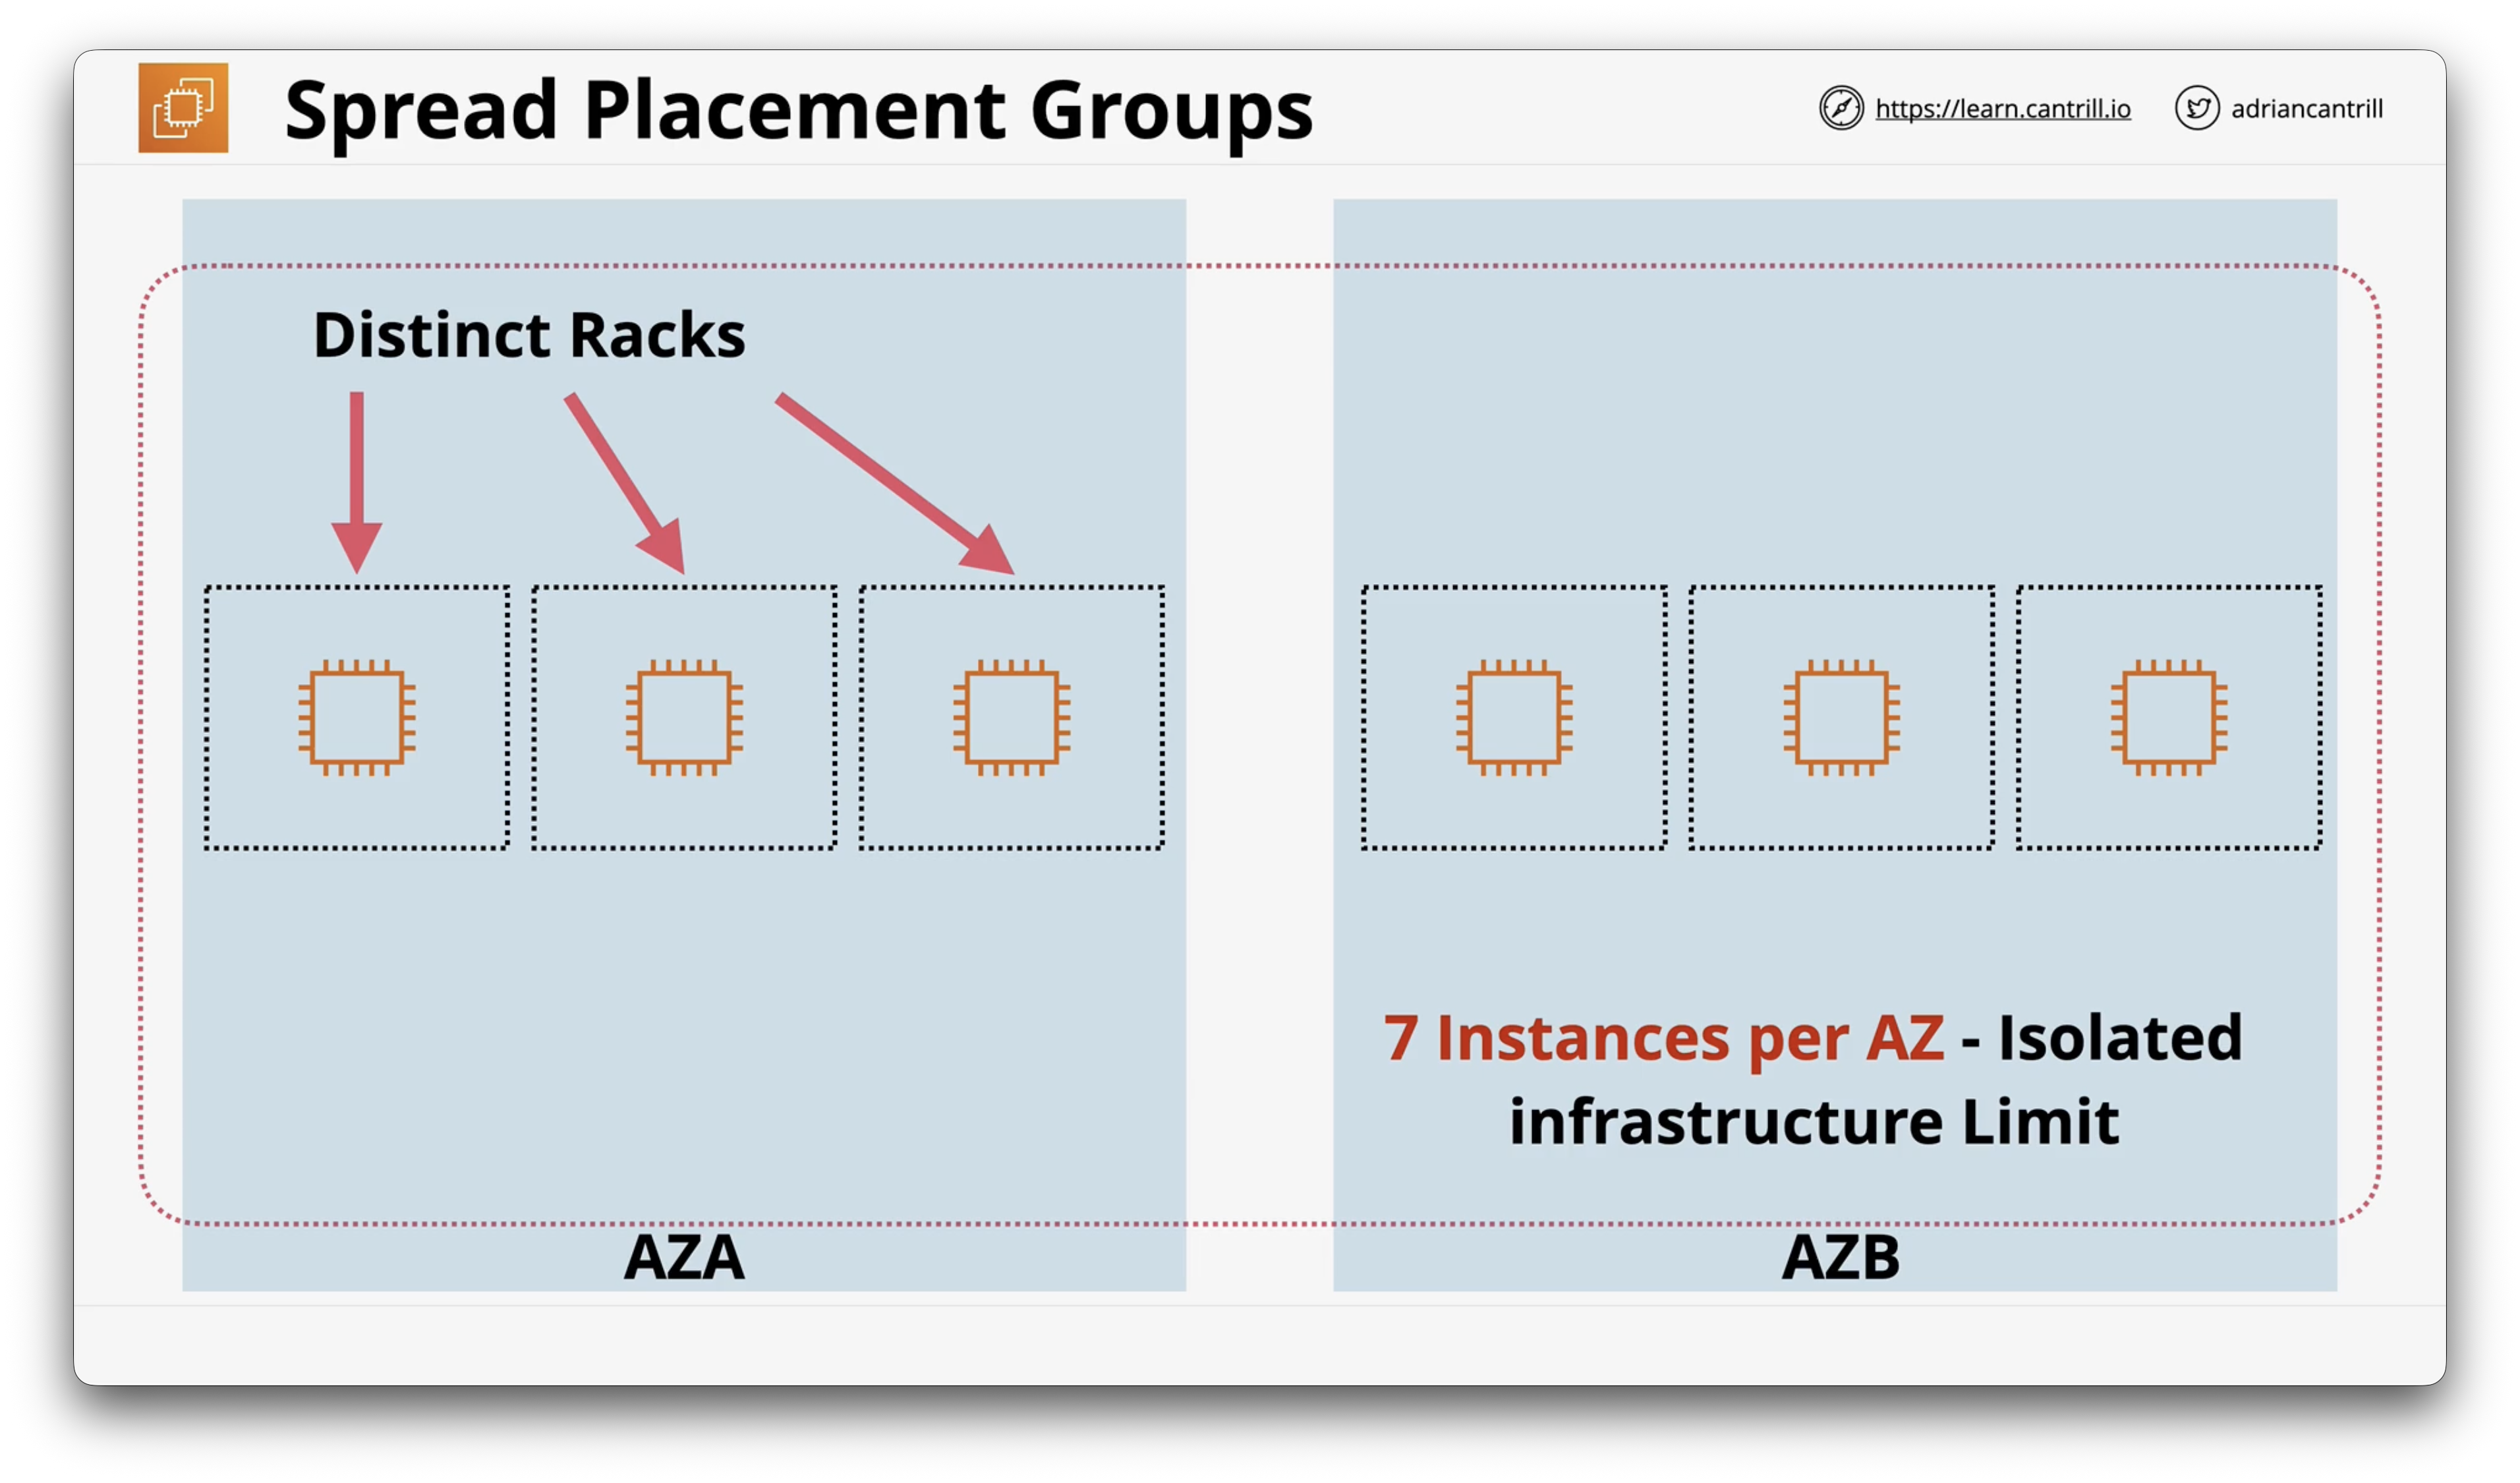 Spread Placement Groups
https://learn.cantrill.io
adriancantrill
Distinct Racks
7 Instances per AZ - Isolated
infrastructure Limit
AZA
AZB